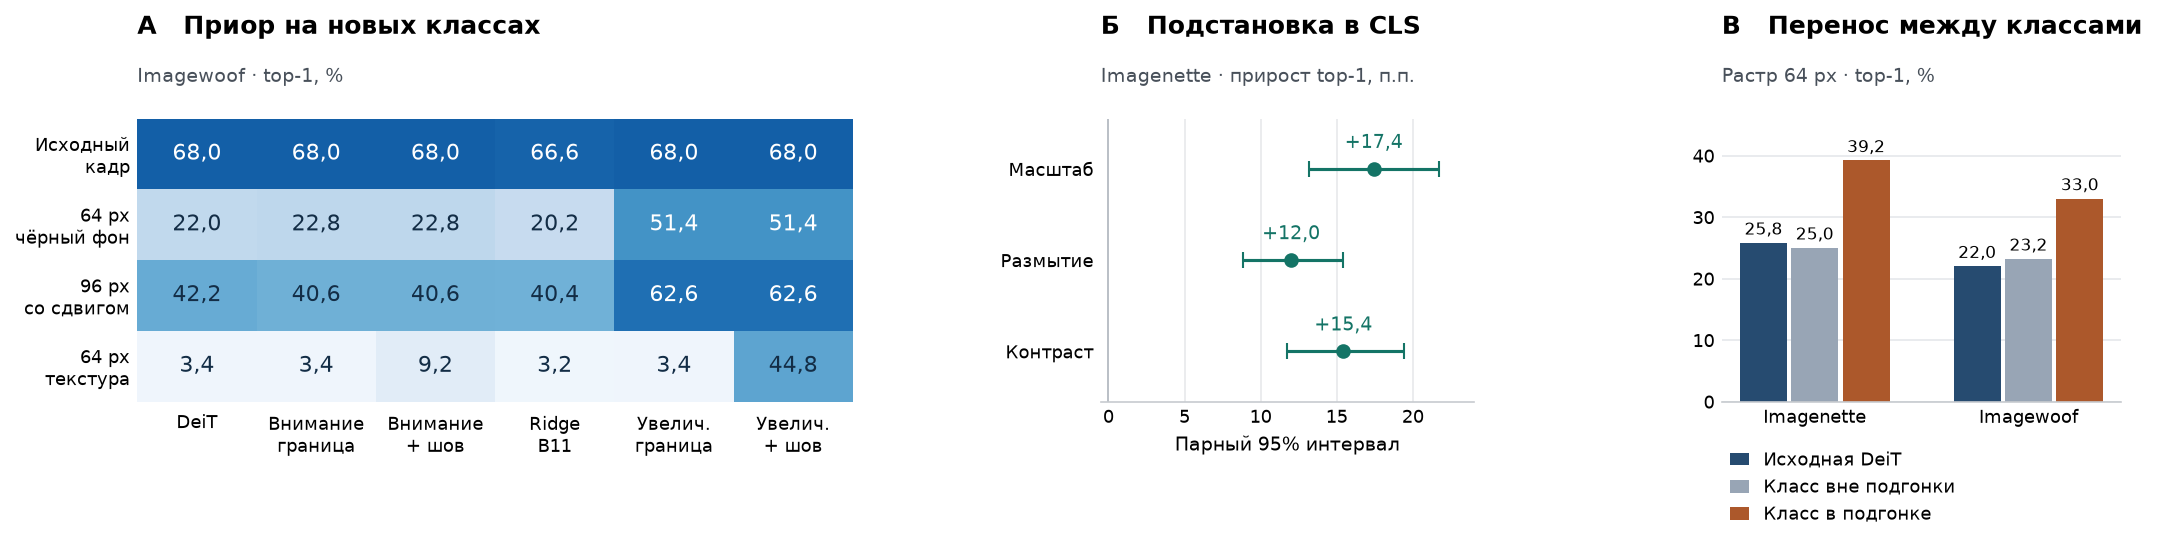 А Приор на новых классах
Imagewoof · top-1, %
Исходный
кадр
68,0 68,0 68,0 66,6 68,0 68,0
64 px
чёрный фон
22,0 22,8 22,8 20,2 51,4 51,4
96 px
со сдвигом
42,2 40,6 40,6 40,4 62,6 62,6
64 px
текстура
3,4 3,4 9,2 3,2 3,4 44,8
DeiT
Внимание
граница
Внимание
+ шов
Ridge
B11
Увелич.
граница
Увелич.
+ шов
Б Подстановка в CLS
Imagenette · прирост top-1, п.п.
Масштаб
+17,4
Размытие
+12,0
Контраст
+15,4
0 5 10 15 20
Парный 95% интервал
В Перенос между классами
Растр 64 px · top-1, %
40
30
20
10
0
25,8 25,0 39,2
22,0 23,2 33,0
Imagenette Imagewoof
Исходная DeiT
Класс вне подгонки
Класс в подгонке